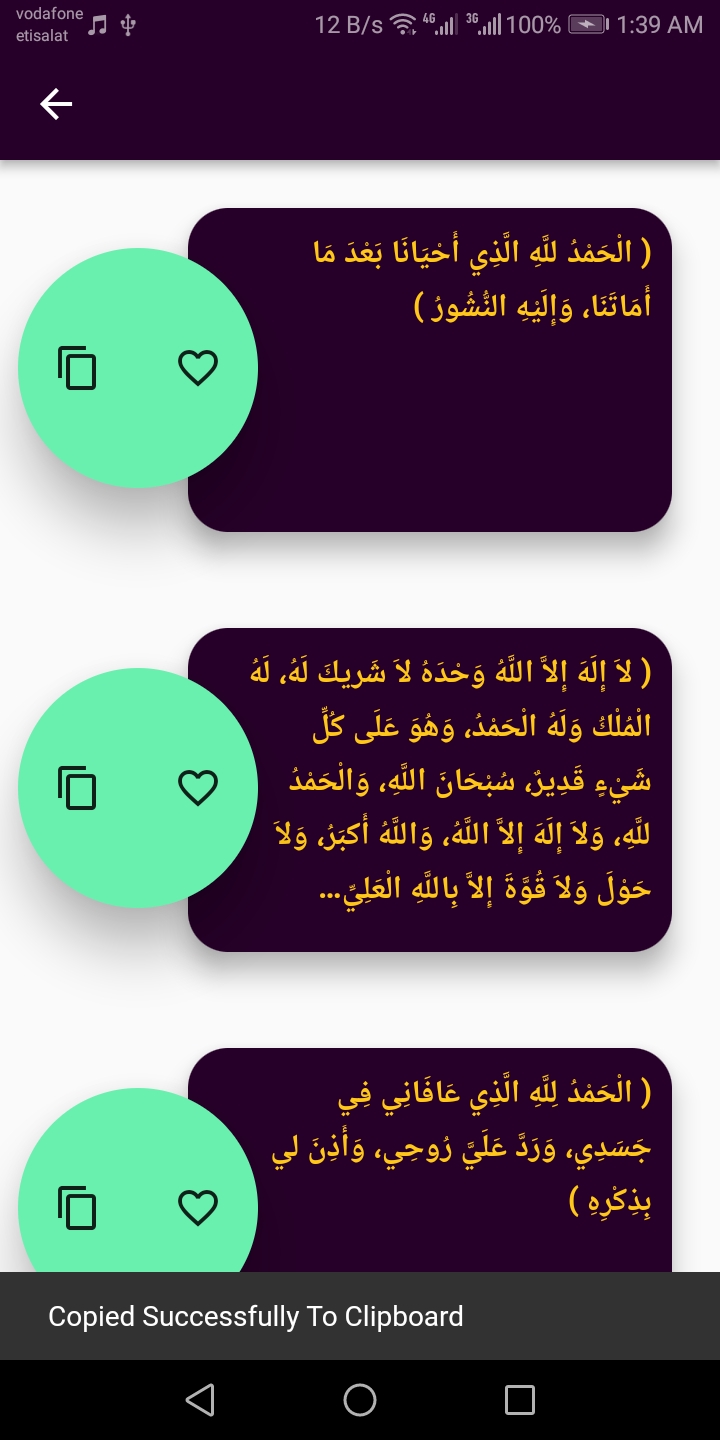 vodafone
etisalat
12 B/s 4G 3G 100% 1:39 AM
( الْحَمْدُ للَّهِ الَّذِي أَحْيَانَا بَعْدَ مَا
أَمَاتَنَا، وَإِلَيْهِ النُّشُورُ )
( لاَ إِلَهَ إِلاَّ اللَّهُ وَحْدَهُ لاَ شَريكَ لَهُ، لَهُ
الْمُلْكُ وَلَهُ الْحَمْدُ، وَهُوَ عَلَى كُلِّ
شَيْءٍ قَدِيرٌ، سُبْحَانَ اللَّهِ، وَالْحَمْدُ
للَّهِ، وَلاَ إِلَهَ إِلاَّ اللَّهُ، وَاللَّهُ أَكبَرُ، وَلاَ
حَوْلَ وَلاَ قُوَّةَ إِلاَّ بِاللَّهِ الْعَلِيِّ...
( الْحَمْدُ لِلَّهِ الَّذِي عَافَانِي فِي
جَسَدِي، وَرَدَّ عَلَيَّ رُوحِي، وَأَذِنَ لي
بِذِكْرِهِ )
Copied Successfully To Clipboard